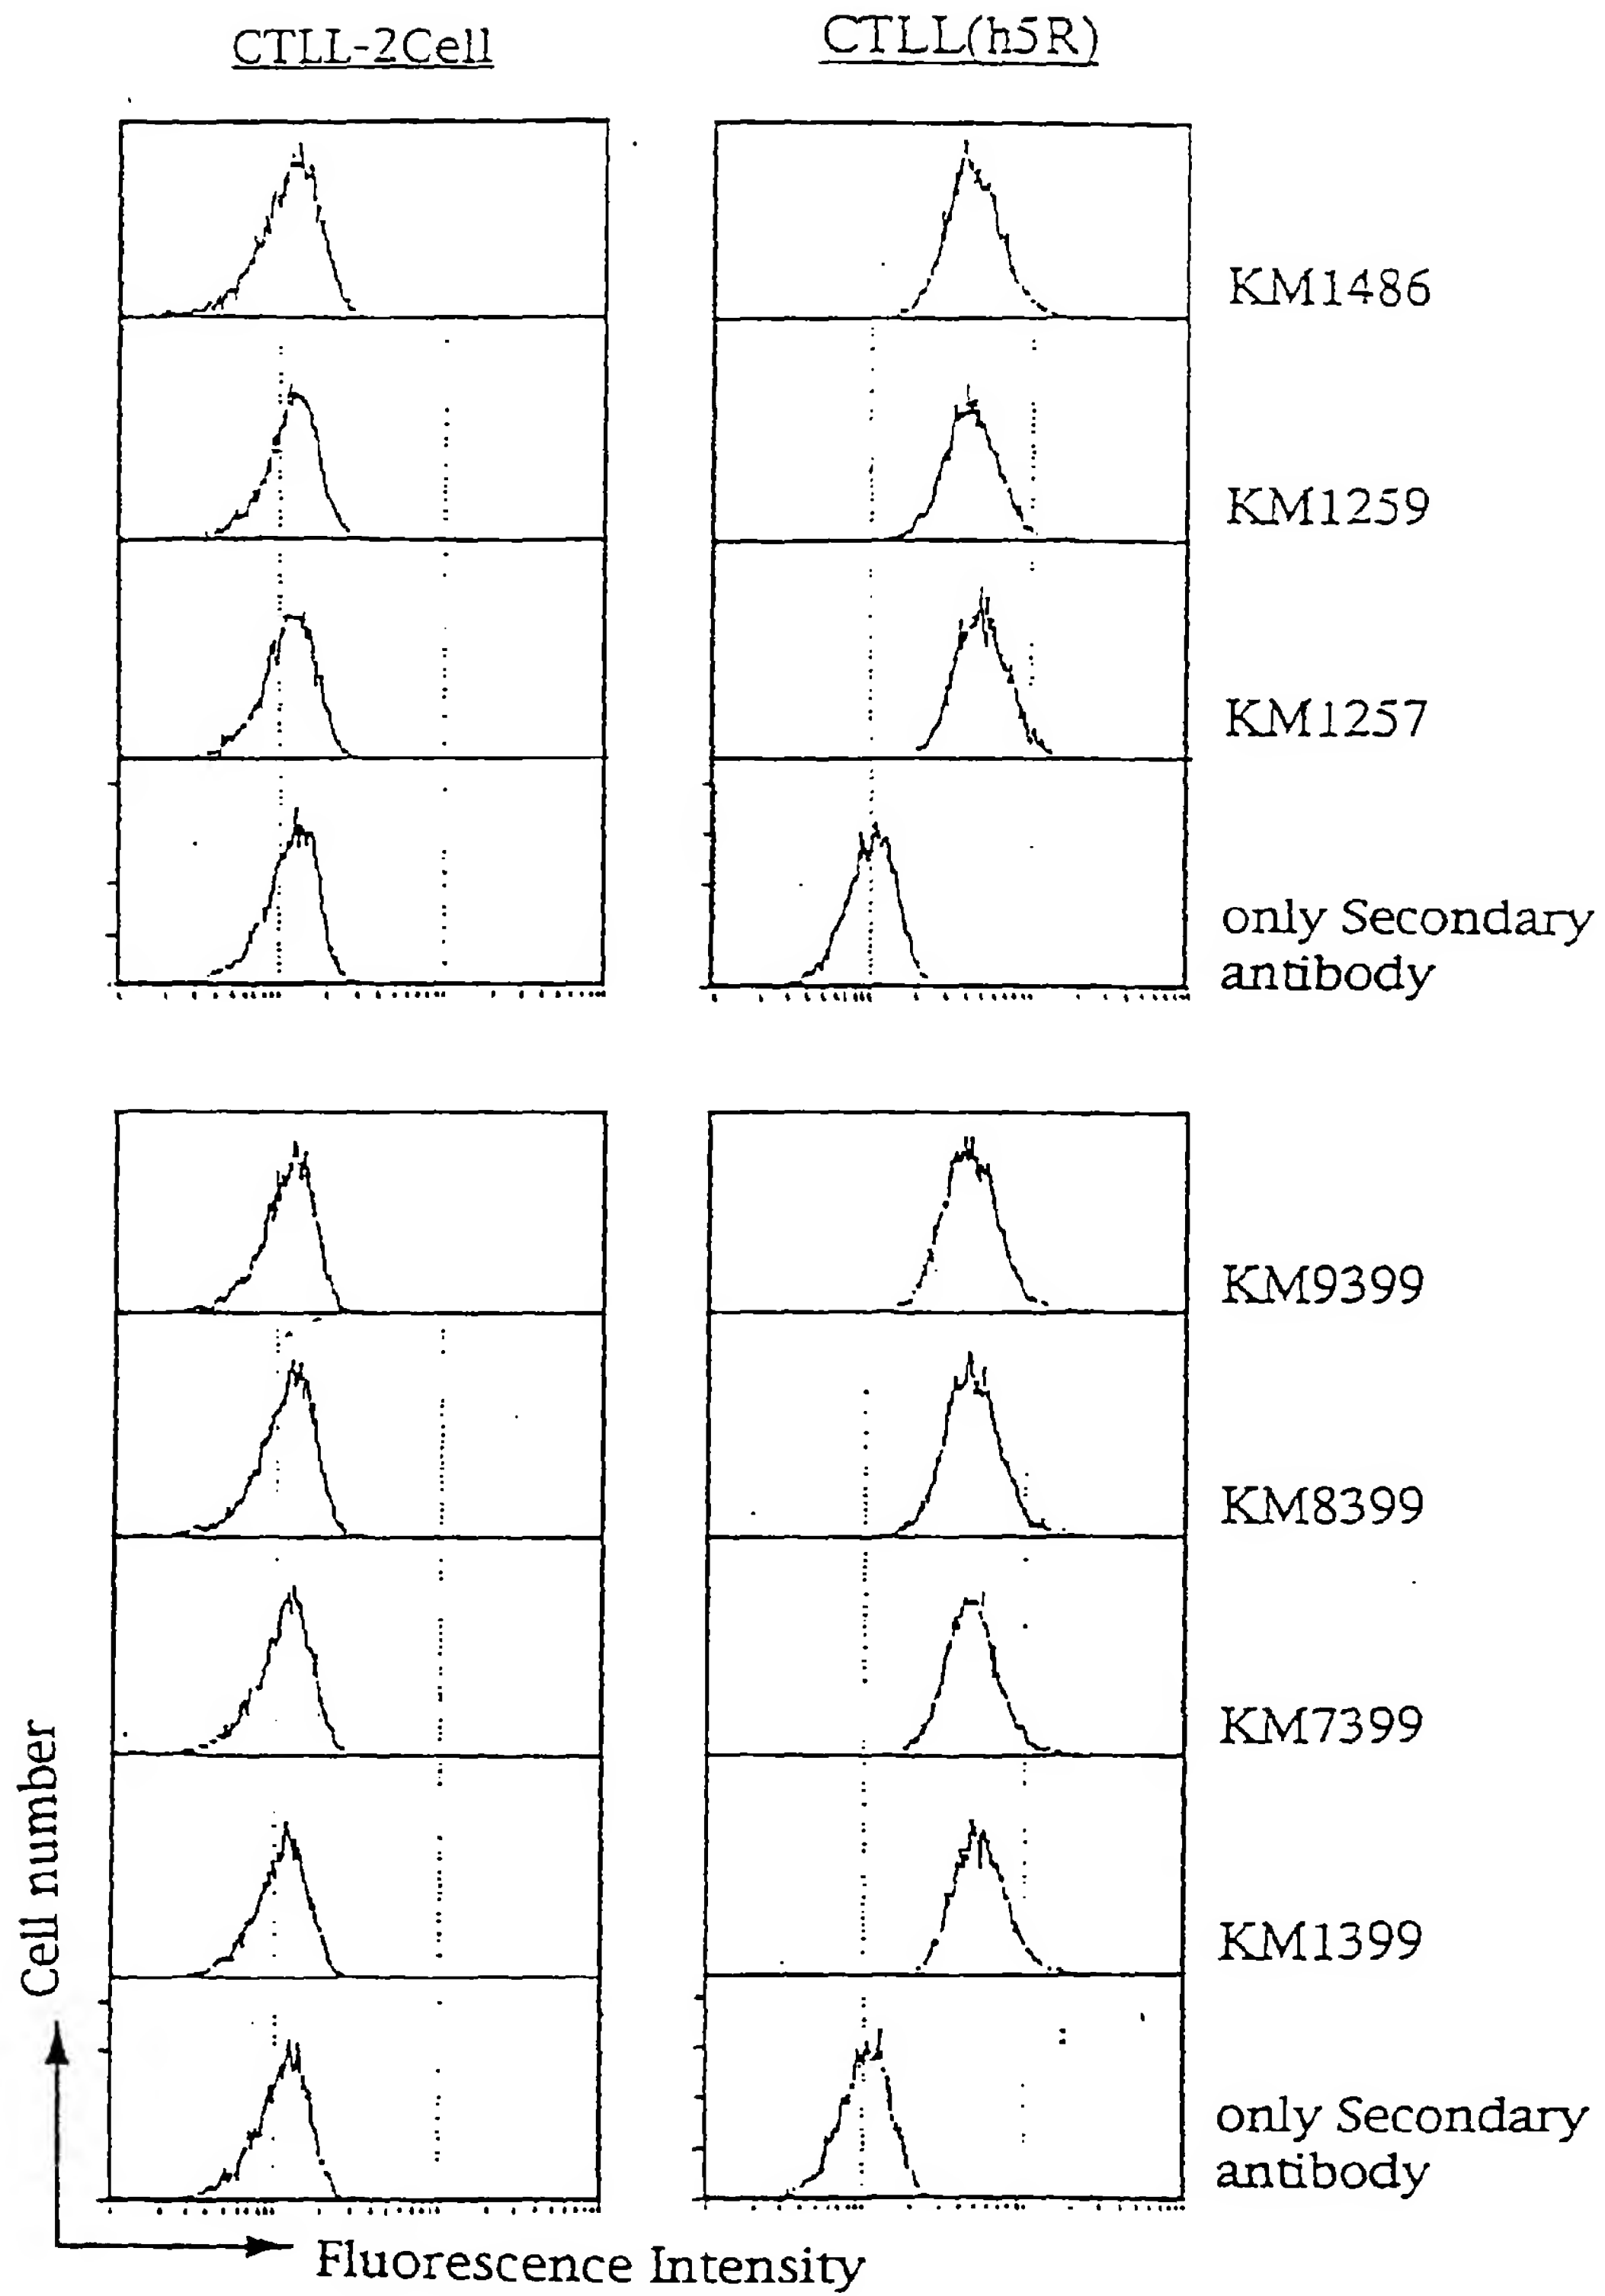 CTLL-2Cell
CTLL(h5R)
KM1486
KM1259
KM1257
only Secondary
antibody
KM9399
KM8399
KM7399
KM1399
only Secondary
antibody
Cell number
Fluorescence Intensity